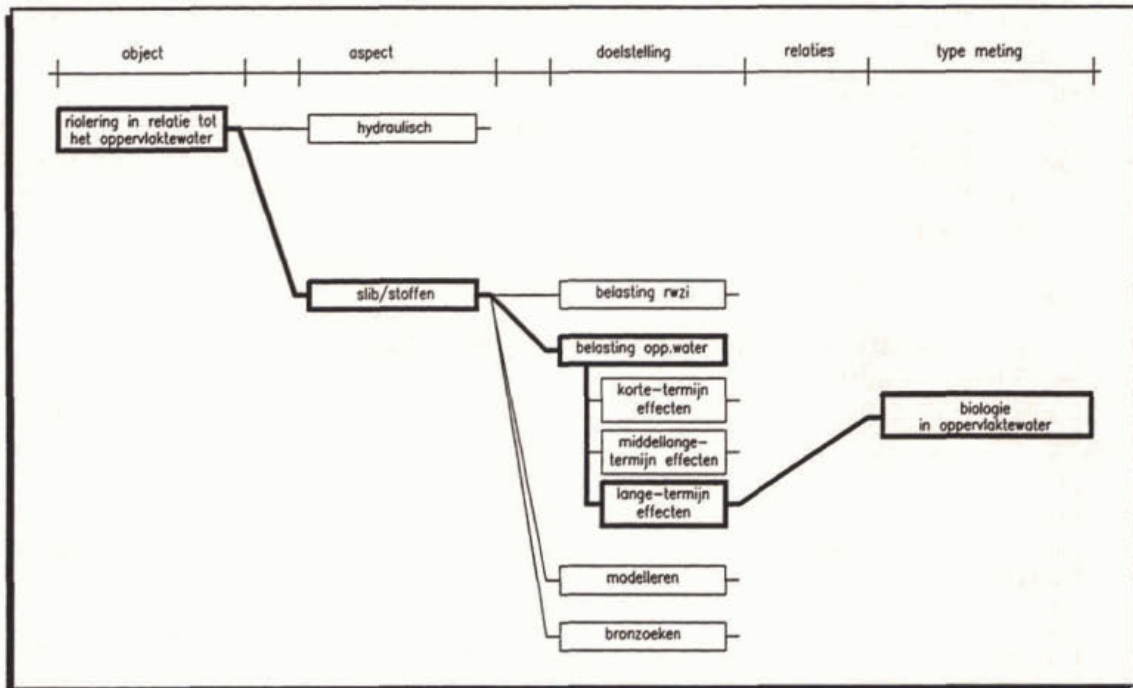 object aspect doelstelling relaties type meting
riolering in relatie tot
het oppervlaktewater
hydraulisch
slib/stoffen
belasting rwzi
belasting opp.water
korte-termijn
effecten
middellange-
termijn effecten
lange-termijn
effecten
biologie
in oppervlaktewater
modelleren
bronzoeken